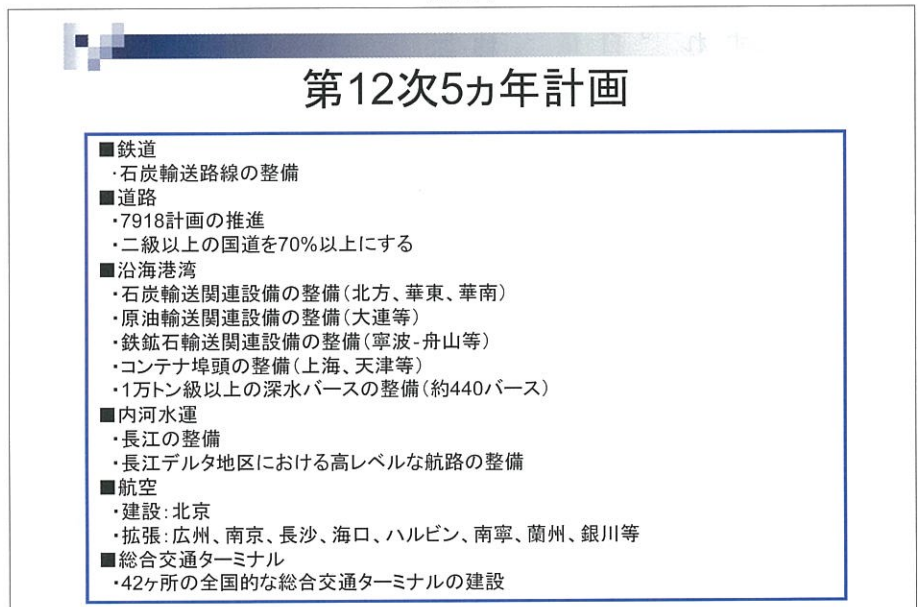 第12次5ヵ年計画
■鉄道
・石炭輸送路線の整備
■道路
・7918計画の推進
・二級以上の国道を70%以上にする
■沿海港湾
・石炭輸送関連設備の整備(北方、華東、華南)
・原油輸送関連設備の整備(大連等)
・鉄鉱石輸送関連設備の整備(寧波-舟山等)
・コンテナ埠頭の整備(上海、天津等)
・1万トン級以上の深水バースの整備(約440バース)
■内河水運
・長江の整備
・長江デルタ地区における高レベルな航路の整備
■航空
・建設:北京
・拡張:広州、南京、長沙、海口、ハルビン、南寧、蘭州、銀川等
■総合交通ターミナル
・42ヶ所の全国的な総合交通ターミナルの建設